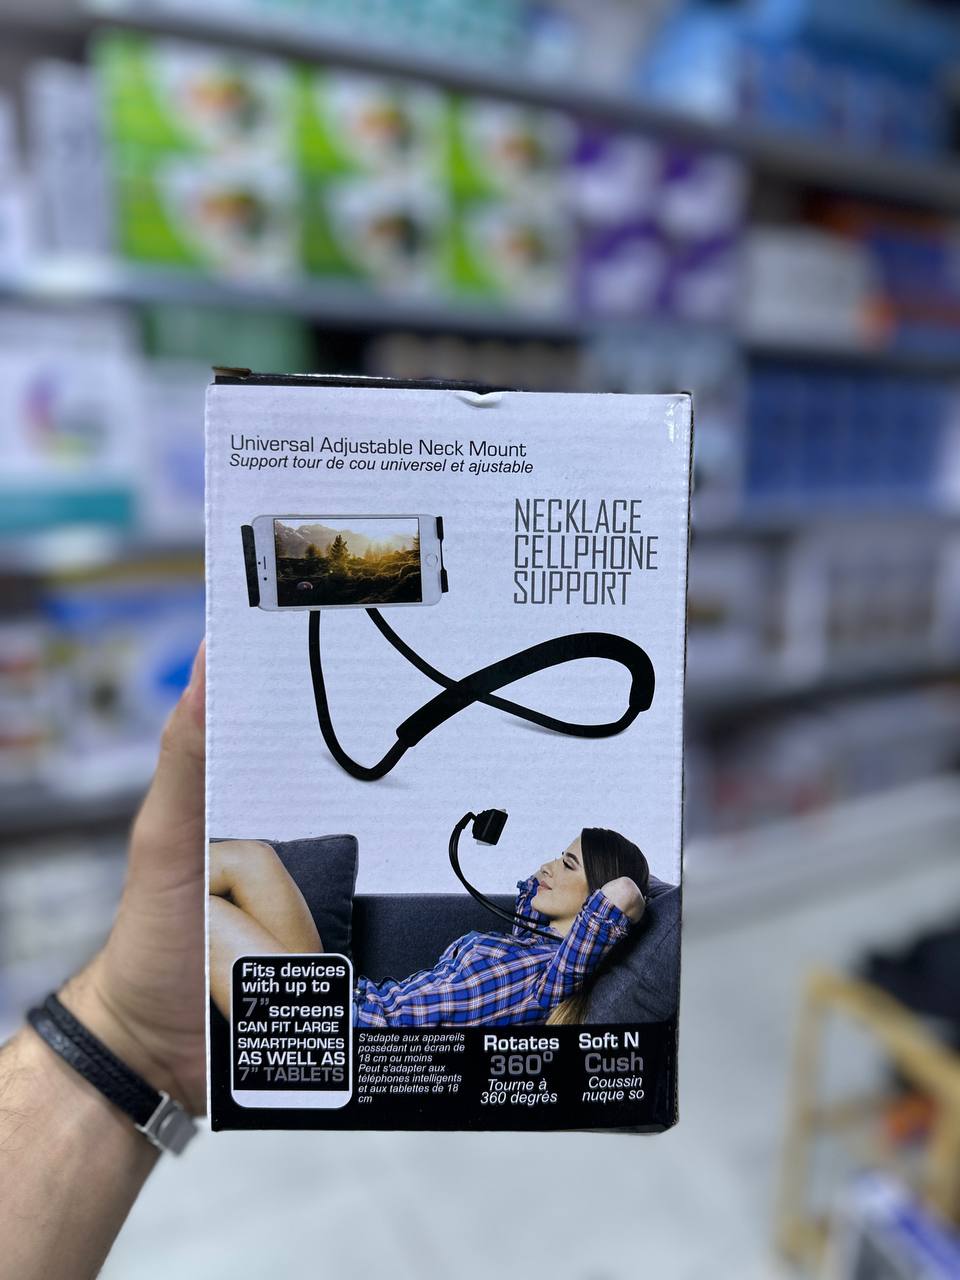 Universal Adjustable Neck Mount
Support tour de cou universel et ajustable
NECKLACE
CELLPHONE
SUPPORT
Fits devices
with up to
7” screens
CAN FIT LARGE
SMARTPHONES
AS WELL AS
7” TABLETS
S'adapte aux appareils
possédant un écran de
18 cm ou moins
Peut s'adapter aux
téléphones intelligents
et aux tablettes de 18
cm
Rotates
360º
Tourne à
360 degrés
Soft N
Cush
Coussin
nuque so